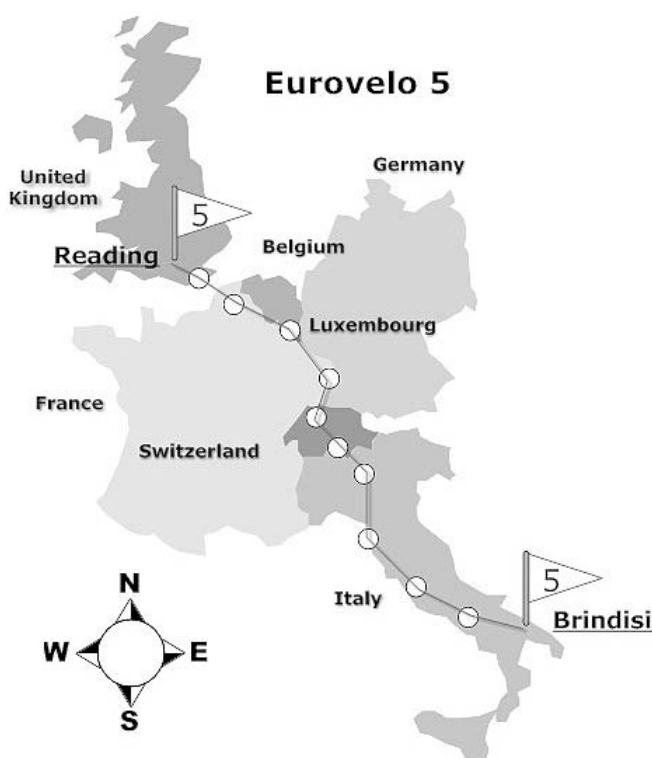 Eurovelo 5
Germany
United
Kingdom
5
Reading
Belgium
Luxembourg
France
Switzerland
5
Italy
Brindisi
N
W
E
S